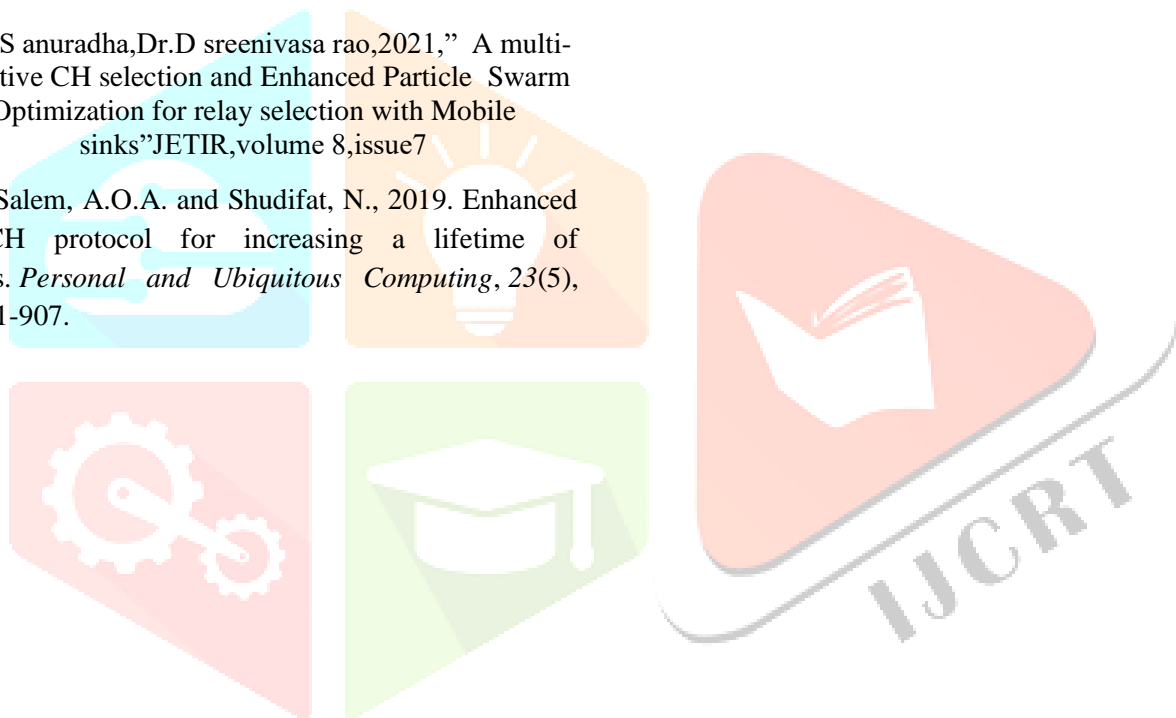 S anuradha,Dr.D sreenivasa rao,2021,” A multi-
tive CH selection and Enhanced Particle Swarm
Optimization for relay selection with Mobile
sinks”JETIR,volume 8,issue7
Salem, A.O.A. and Shudifat, N., 2019. Enhanced
CH protocol for increasing a lifetime of
s. Personal and Ubiquitous Computing, 23(5),
1-907.
IJCRT